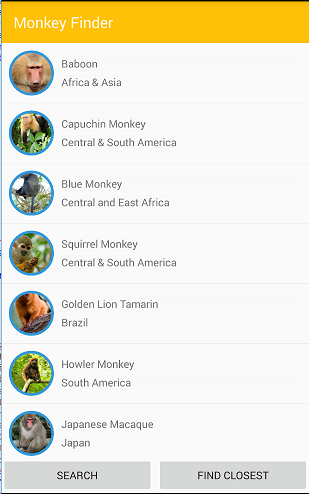 Monkey Finder
Baboon
Africa & Asia
Capuchin Monkey
Central & South America
Blue Monkey
Central and East Africa
Squirrel Monkey
Central & South America
Golden Lion Tamarin
Brazil
Howler Monkey
South America
Japanese Macaque
Japan
SEARCH
FIND CLOSEST